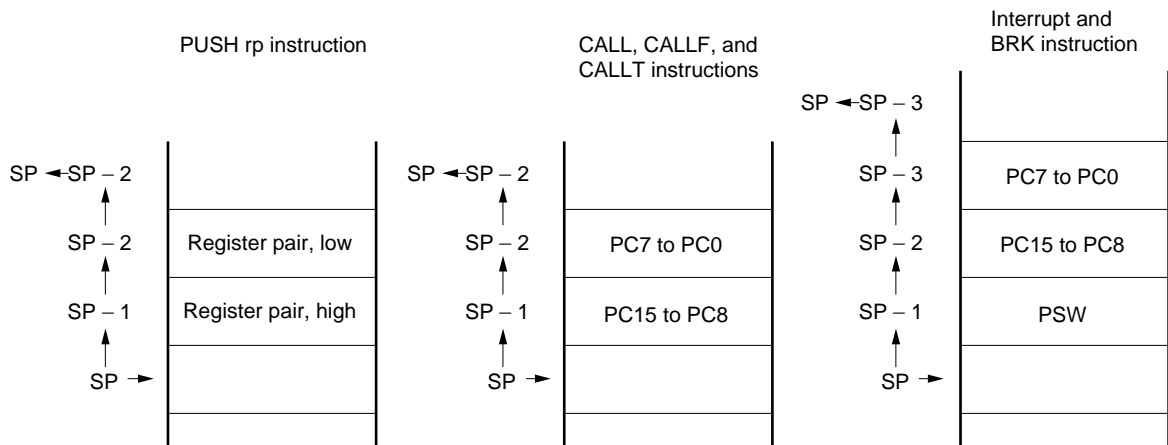 PUSH rp instruction
SP ← SP – 2
SP – 2
Register pair, low
SP – 1
Register pair, high
SP
CALL, CALLF, and
CALLT instructions
SP ← SP – 2
SP – 2
PC7 to PC0
SP – 1
PC15 to PC8
SP
Interrupt and
BRK instruction
SP ← SP – 3
SP – 3
PC7 to PC0
SP – 2
PC15 to PC8
SP – 1
PSW
SP